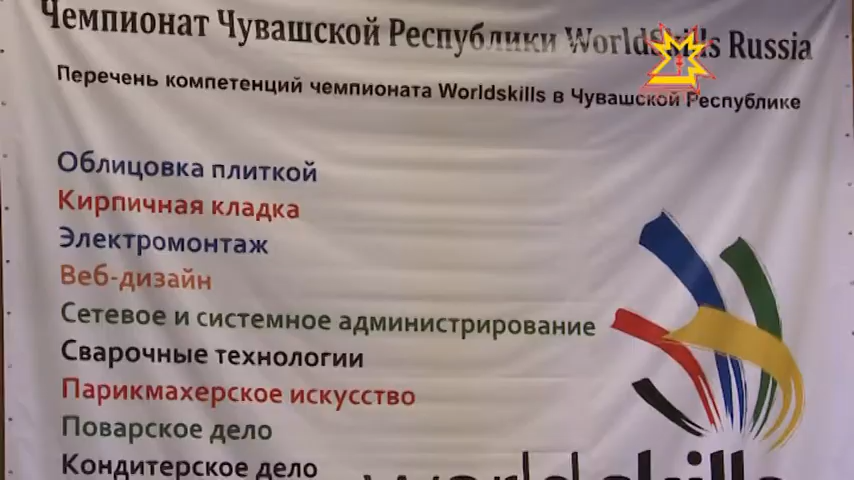 Чемпионат Чувашской Республики WorldSkills Russia
Перечень компетенций чемпионата Worldskills в Чувашской Республике
Облицовка плиткой
Кирпичная кладка
Электромонтаж
Веб-дизайн
Сетевое и системное администрирование
Сварочные технологии
Парикмахерское искусство
Поварское дело
Кондитерское дело
worldskills